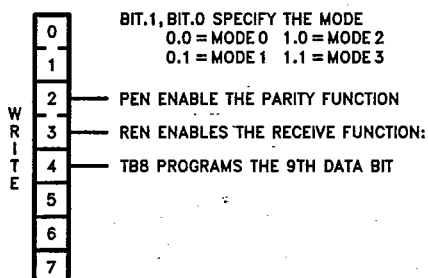 BIT.1, BIT.0 SPECIFY THE MODE
0.0 = MODE 0 1.0 = MODE 2
0.1 = MODE 1 1.1 = MODE 3
WRITE
0
1
2 PEN ENABLE THE PARITY FUNCTION
3 REN ENABLES THE RECEIVE FUNCTION:
4 TB8 PROGRAMS THE 9TH DATA BIT
5
6
7